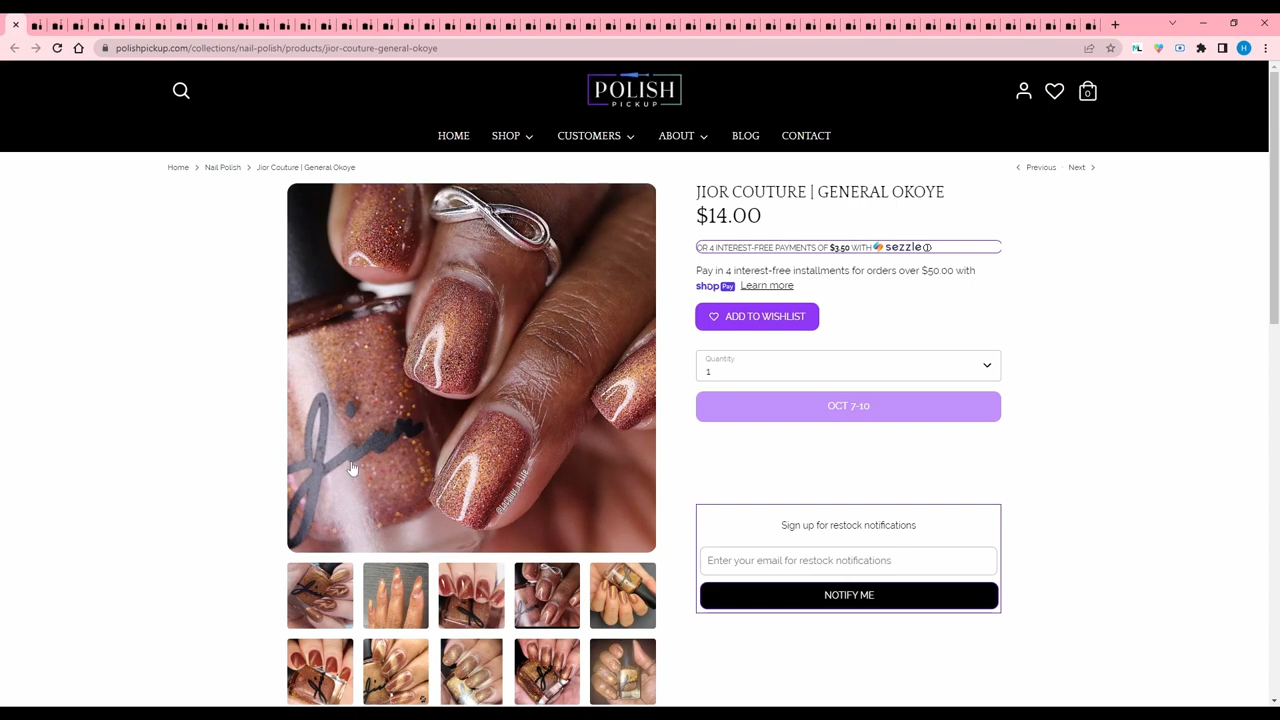 polishpickup.com/collections/nail-polish/products/jior-couture-general-okoye
POLISH
PICKUP
0
HOME SHOP CUSTOMERS ABOUT BLOG CONTACT
Home > Nail Polish > Jior Couture | General Okoye
< Previous · Next >
JIOR COUTURE | GENERAL OKOYE
$14.00
OR 4 INTEREST-FREE PAYMENTS OF $3.50 WITH sezzle
Pay in 4 interest-free installments for orders over $50.00 with
shop Pay Learn more
ADD TO WISHLIST
Quantity
1
OCT 7-10
Sign up for restock notifications
Enter your email for restock notifications
NOTIFY ME